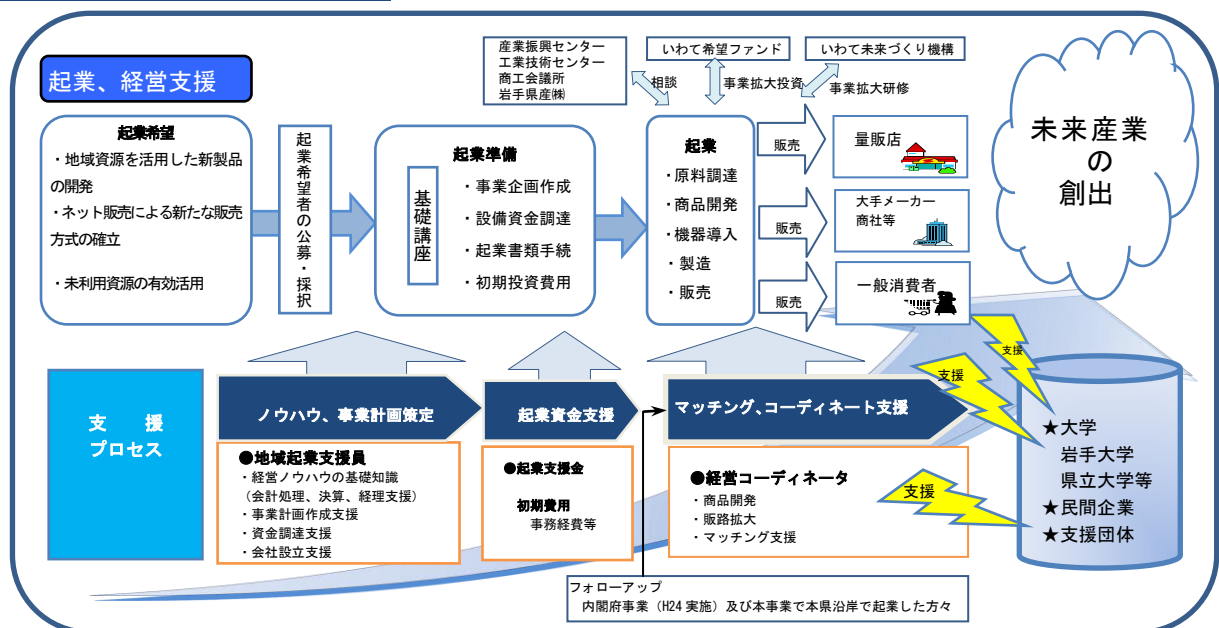 産業振興センター
工業技術センター
商工会議所
岩手県産㈱
いわて希望ファンド
いわて未来づくり機構
相談
事業拡大投資
事業拡大研修
起業、経営支援
起業希望
・地域資源を活用した新製品
の開発
・ネット販売による新たな販売
方式の確立
・未利用資源の有効活用
起業希望者の公募・採択
起業準備
基礎講座
・事業企画作成
・設備資金調達
・起業書類手続
・初期投資費用
起業
・原料調達
・商品開発
・機器導入
・製造
・販売
販売
量販店
販売
大手メーカー
商社等
販売
一般消費者
未来産業
の
創出
支援
プロセス
ノウハウ、事業計画策定
●地域起業支援員
・経営ノウハウの基礎知識
（会計処理、決算、経理支援）
・事業計画作成支援
・資金調達支援
・会社設立支援
起業資金支援
●起業支援金
初期費用
事務経費等
マッチング、コーディネート支援
●経営コーディネータ
・商品開発
・販路拡大
・マッチング支援
支援
支援
支援
★大学
岩手大学
県立大学等
★民間企業
★支援団体
フォローアップ
内閣府事業（H24 実施）及び本事業で本県沿岸で起業した方々